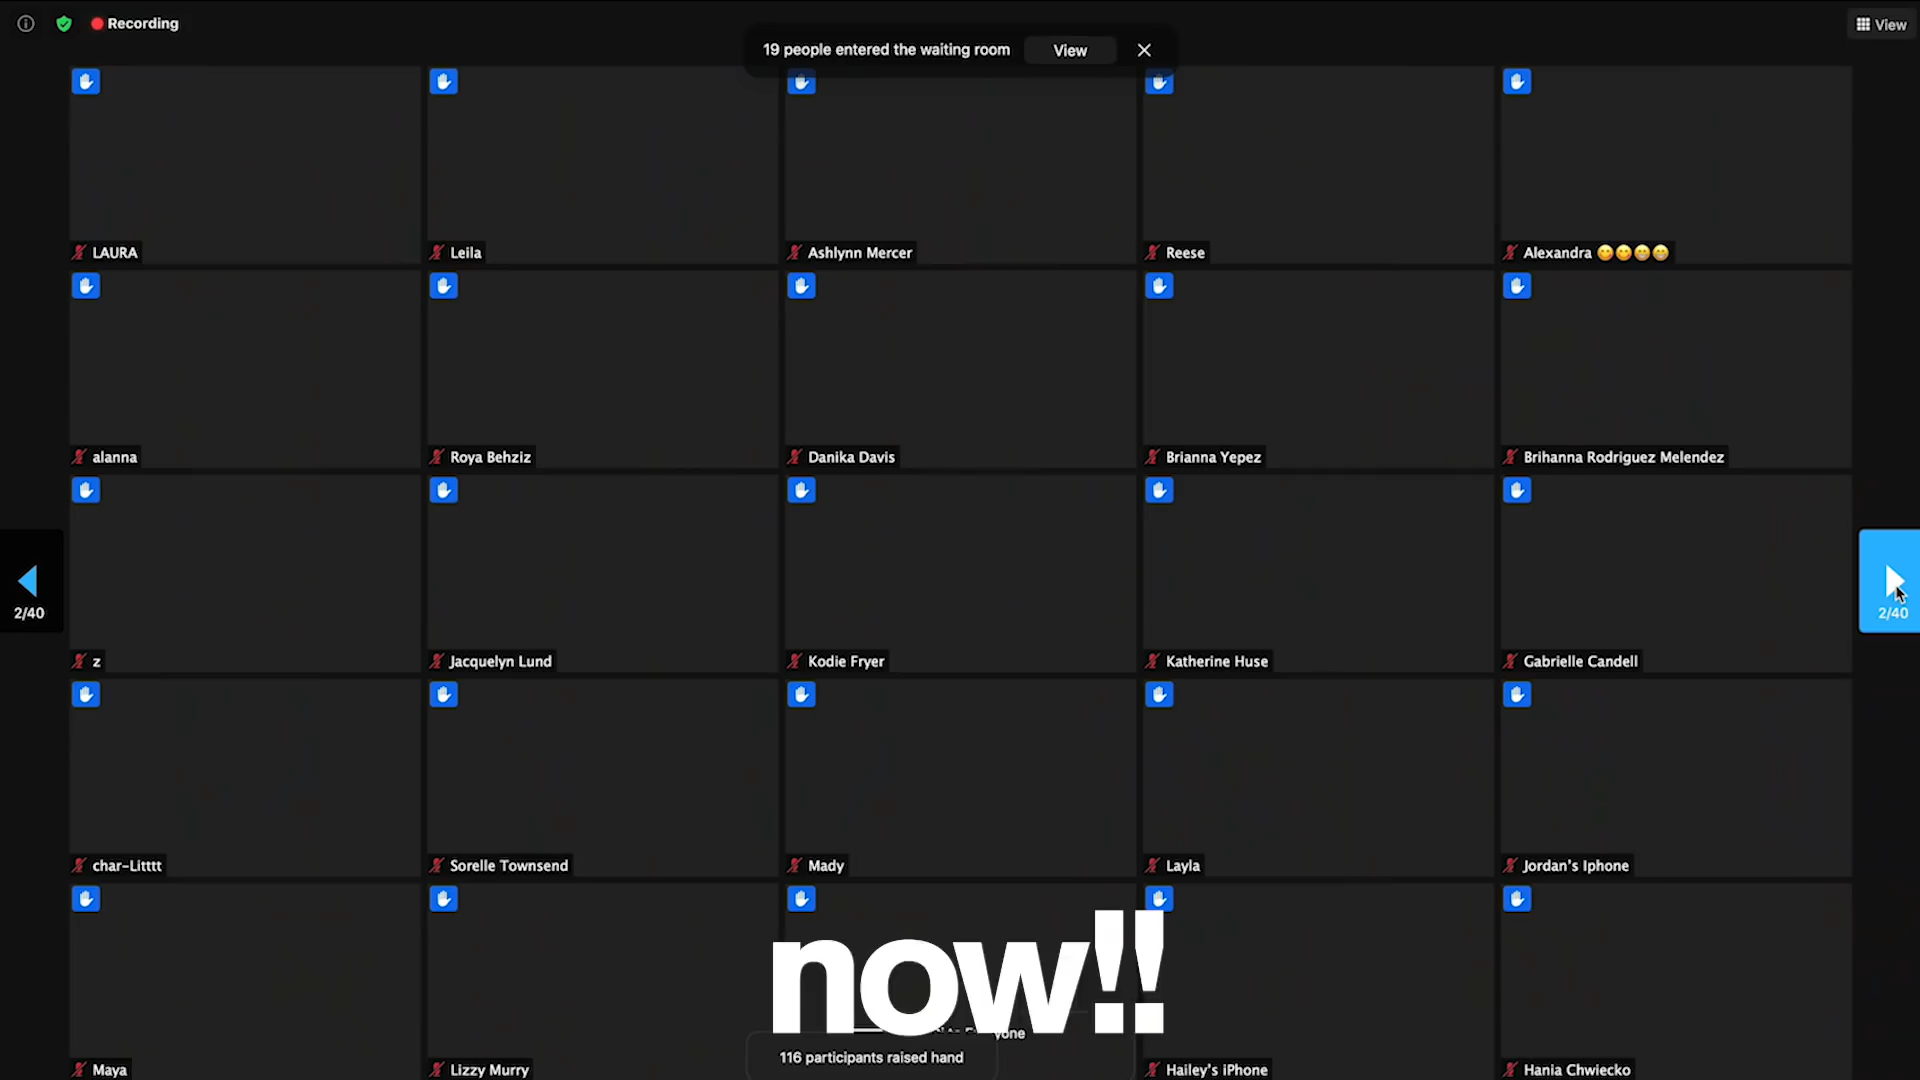 Recording
View
19 people entered the waiting room View
LAURA
Leila
Ashlynn Mercer
Reese
Alexandra 😋😋😁😁
alanna
Roya Behziz
Danika Davis
Brianna Yepez
Brihanna Rodriguez Melendez
z
Jacquelyn Lund
Kodie Fryer
Katherine Huse
Gabrielle Candell
2/40
2/40
char-Litttt
Sorelle Townsend
Mady
Layla
Jordan's Iphone
now!!
116 participants raised hand
Maya
Lizzy Murry
Hailey's iPhone
Hania Chwiecko